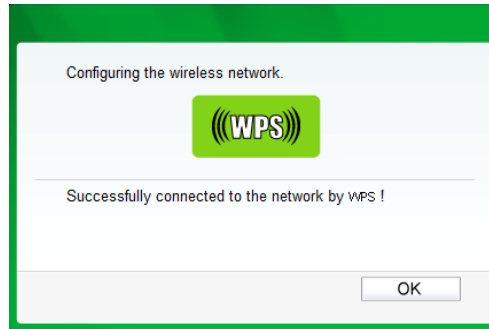 Configuring the wireless network.
(((WPS)))
Successfully connected to the network by WPS !
OK